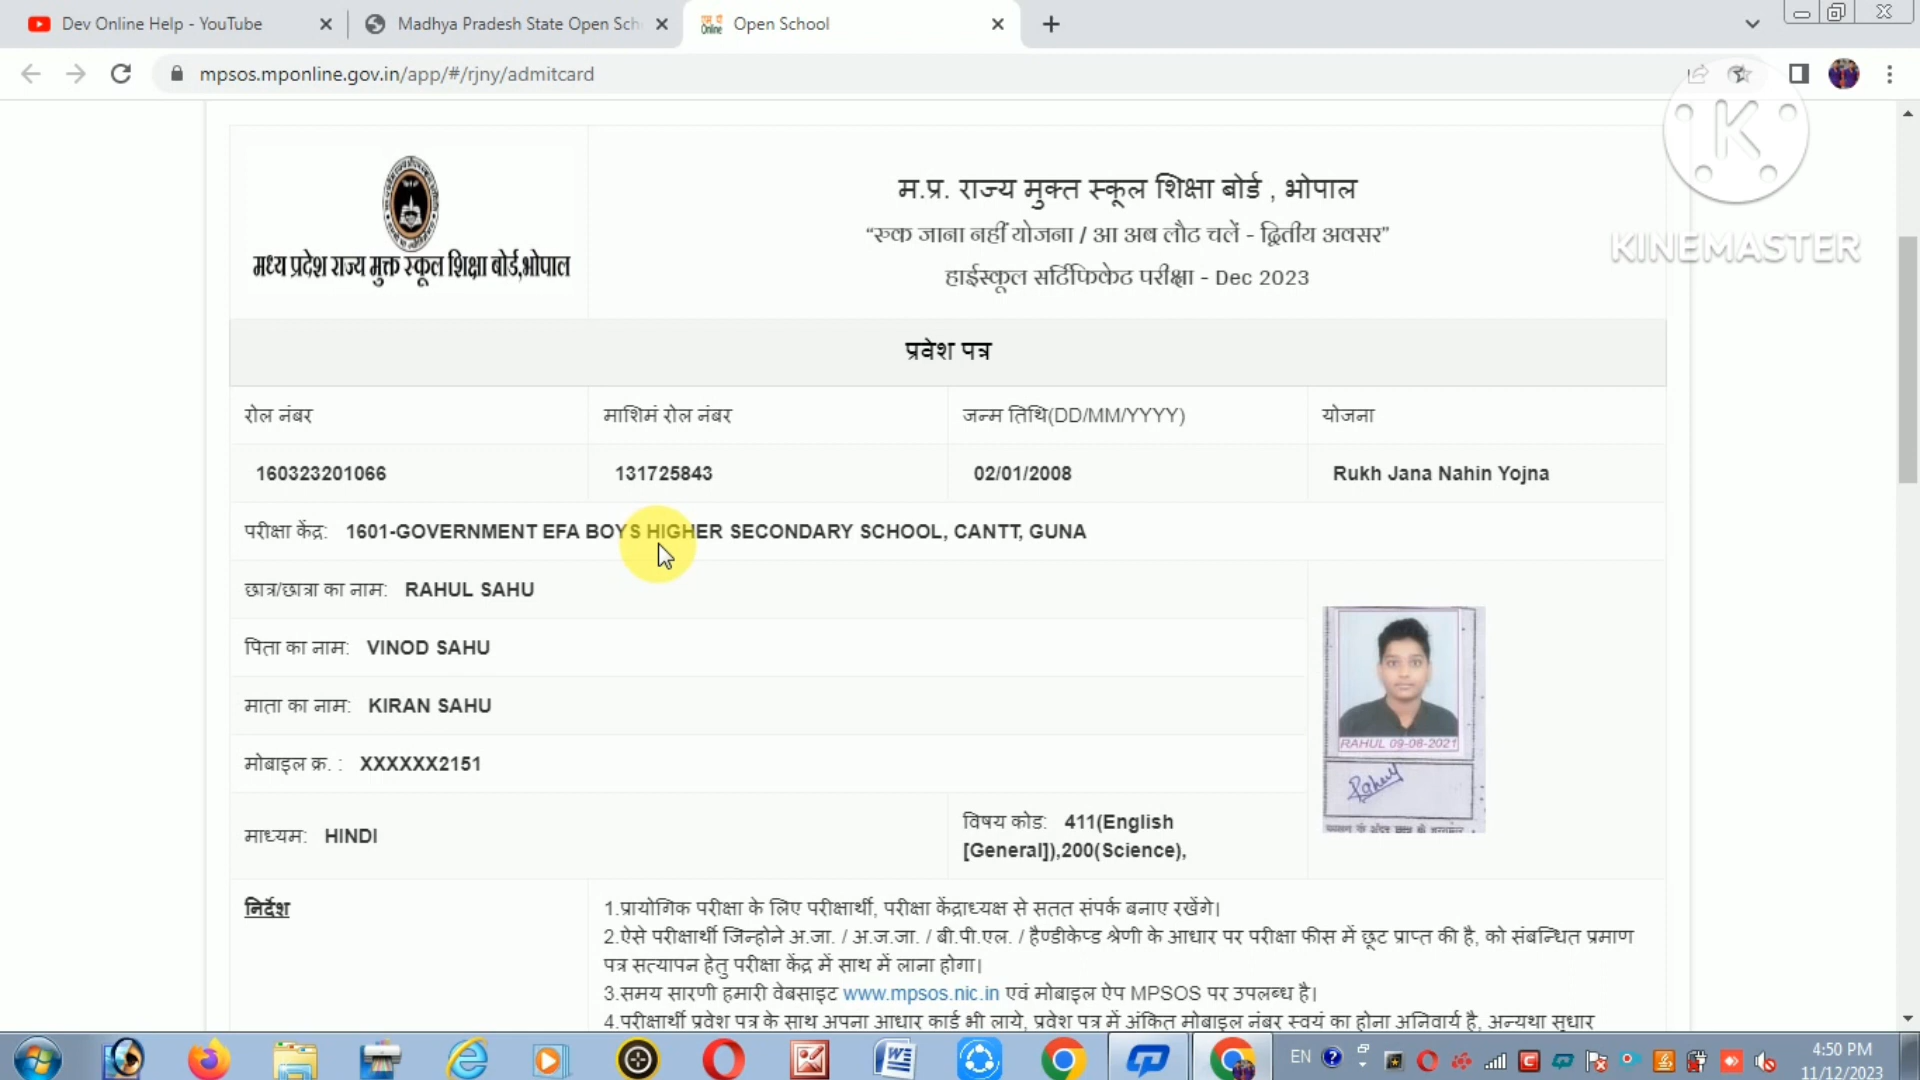 Dev Online Help - YouTube
Madhya Pradesh State Open Sch
Open School
mpsos.mponline.gov.in/app/#/rjny/admitcard
KINEMASTER
म.प्र. राज्य मुक्त स्कूल शिक्षा बोर्ड , भोपाल
“रुक जाना नहीं योजना / आ अब लौट चलें - द्वितीय अवसर”
हाईस्कूल सर्टिफिकेट परीक्षा - Dec 2023
मध्य प्रदेश राज्य मुक्त स्कूल शिक्षा बोर्ड,भोपाल
प्रवेश पत्र
रोल नंबर माशिमं रोल नंबर जन्म तिथि(DD/MM/YYYY) योजना
160323201066 131725843 02/01/2008 Rukh Jana Nahin Yojna
परीक्षा केंद्र: 1601-GOVERNMENT EFA BOYS HIGHER SECONDARY SCHOOL, CANTT, GUNA
छात्र/छात्रा का नाम: RAHUL SAHU
पिता का नाम: VINOD SAHU
माता का नाम: KIRAN SAHU
मोबाइल क्र. : XXXXXX2151
RAHUL 09-08-2021
Rahul
माध्यम: HINDI
विषय कोड: 411(English
[General]),200(Science),
निर्देश
1.प्रायोगिक परीक्षा के लिए परीक्षार्थी, परीक्षा केंद्राध्यक्ष से सतत संपर्क बनाए रखेंगे।
2.ऐसे परीक्षार्थी जिन्होने अ.जा. / अ.ज.जा. / बी.पी.एल. / हैण्डीकेप्ड श्रेणी के आधार पर परीक्षा फीस में छूट प्राप्त की है, को संबन्धित प्रमाण
पत्र सत्यापन हेतु परीक्षा केंद्र में साथ में लाना होगा।
3.समय सारणी हमारी वेबसाइट www.mpsos.nic.in एवं मोबाइल ऐप MPSOS पर उपलब्ध है।
4.परीक्षार्थी प्रवेश पत्र के साथ अपना आधार कार्ड भी लाये, प्रवेश पत्र में अंकित मोबाइल नंबर स्वयं का होना अनिवार्य है, अन्यथा सुधार
EN
4:50 PM
11/12/2023